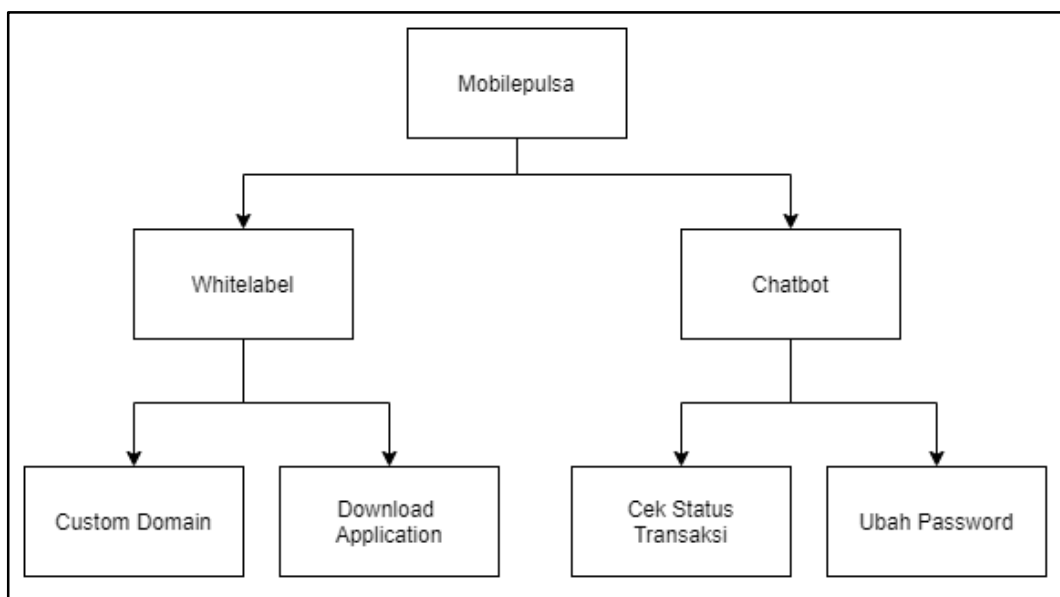 Mobilepulsa
Whitelabel
Chatbot
Custom Domain
Download
Application
Cek Status
Transaksi
Ubah Password